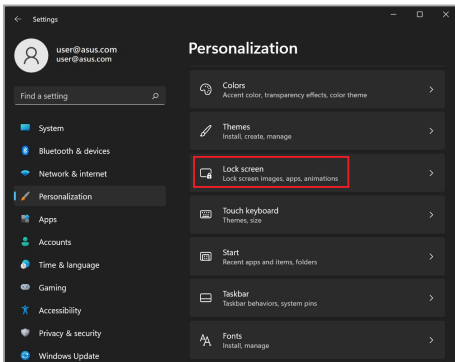 Settings
user@asus.com
user@asus.com
Find a setting
System
Bluetooth & devices
Network & internet
Personalization
Apps
Accounts
Time & language
Gaming
Accessibility
Privacy & security
Windows Update
Personalization
Colors
Accent color, transparency effects, color theme
Themes
Install, create, manage
Lock screen
Lock screen images, apps, animations
Touch keyboard
Themes, size
Start
Recent apps and items, folders
Taskbar
Taskbar behaviors, system pins
Fonts
Install, manage